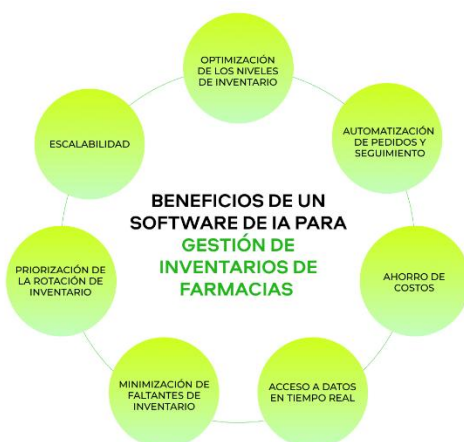 OPTIMIZACIÓN
DE LOS NIVELES
DE INVENTARIO
AUTOMATIZACIÓN
DE PEDIDOS Y
SEGUIMIENTO
ESCALABILIDAD
BENEFICIOS DE UN
SOFTWARE DE IA PARA
GESTIÓN DE
INVENTARIOS DE
FARMACIAS
PRIORIZACIÓN DE
LA ROTACIÓN DE
INVENTARIO
AHORRO DE
COSTOS
MINIMIZACIÓN DE
FALTANTES DE
INVENTARIO
ACCESO A DATOS
EN TIEMPO REAL